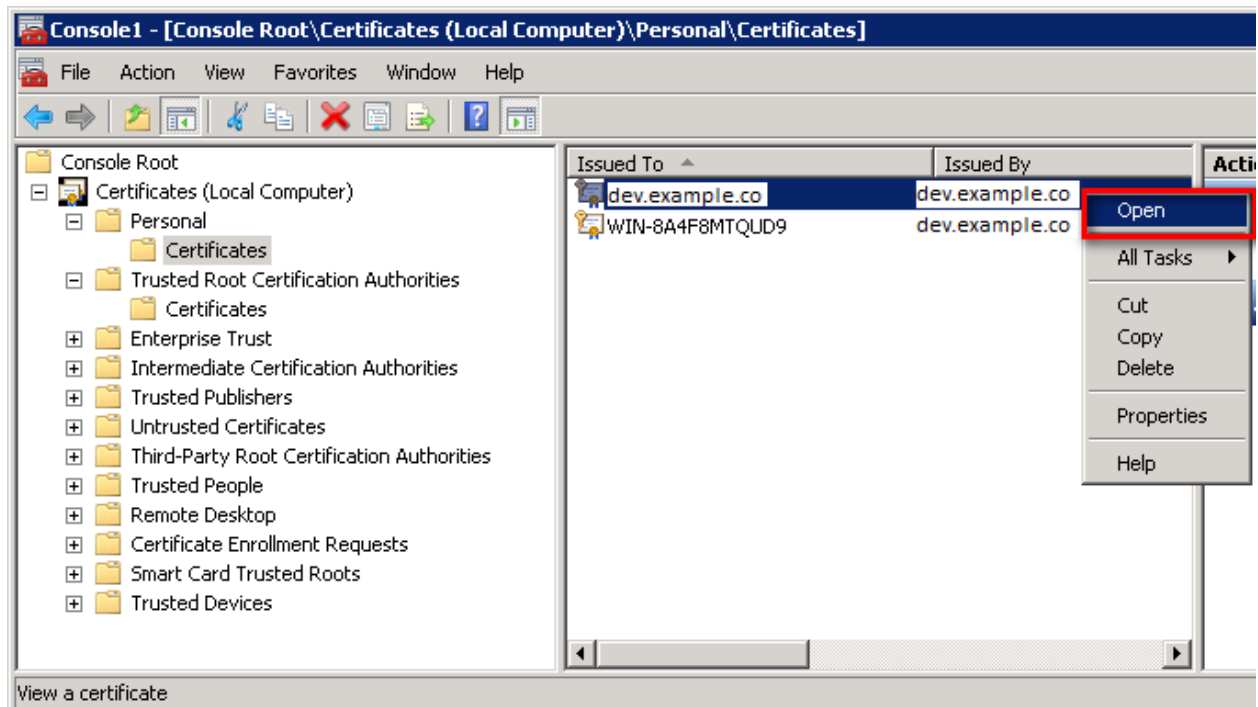 Console1 - [Console Root\Certificates (Local Computer)\Personal\Certificates]
File Action View Favorites Window Help
Console Root
Certificates (Local Computer)
Personal
Certificates
Trusted Root Certification Authorities
Certificates
Enterprise Trust
Intermediate Certification Authorities
Trusted Publishers
Untrusted Certificates
Third-Party Root Certification Authorities
Trusted People
Remote Desktop
Certificate Enrollment Requests
Smart Card Trusted Roots
Trusted Devices
Issued To Issued By
dev.example.co dev.example.co
WIN-8A4F8MTQUD9 dev.example.co
Acti
Open
All Tasks
Cut
Copy
Delete
Properties
Help
View a certificate